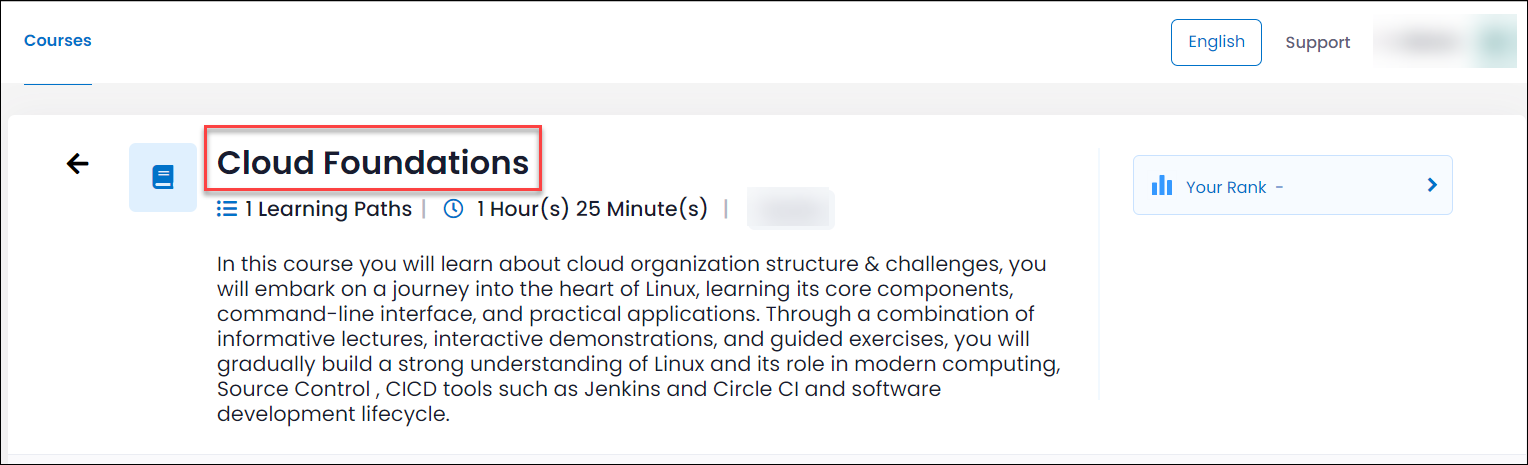 Courses
English
Support
Cloud Foundations
1 Learning Paths | 1 Hour(s) 25 Minute(s) |
Your Rank -
In this course you will learn about cloud organization structure & challenges, you
will embark on a journey into the heart of Linux, learning its core components,
command-line interface, and practical applications. Through a combination of
informative lectures, interactive demonstrations, and guided exercises, you will
gradually build a strong understanding of Linux and its role in modern computing,
Source Control , CICD tools such as Jenkins and Circle CI and software
development lifecycle.